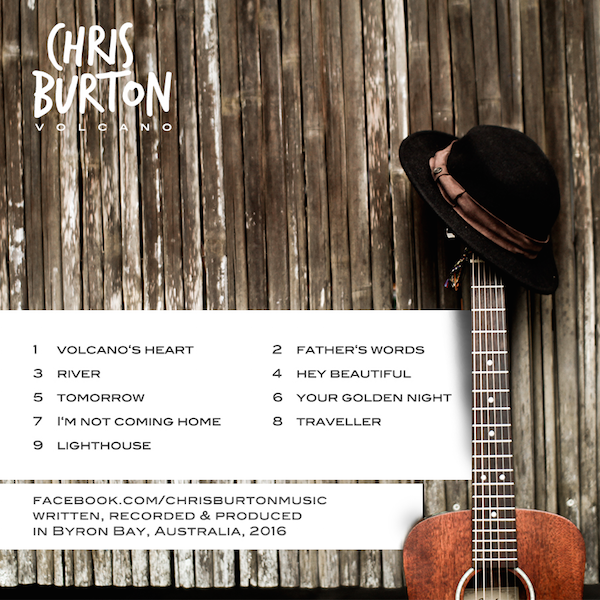 CHRIS
BURTON
VOLCANO
1 VOLCANO'S HEART 2 FATHER'S WORDS
3 RIVER 4 HEY BEAUTIFUL
5 TOMORROW 6 YOUR GOLDEN NIGHT
7 I'M NOT COMING HOME 8 TRAVELLER
9 LIGHTHOUSE
FACEBOOK.COM/CHRISBURTONMUSIC
WRITTEN, RECORDED & PRODUCED
IN BYRON BAY, AUSTRALIA, 2016